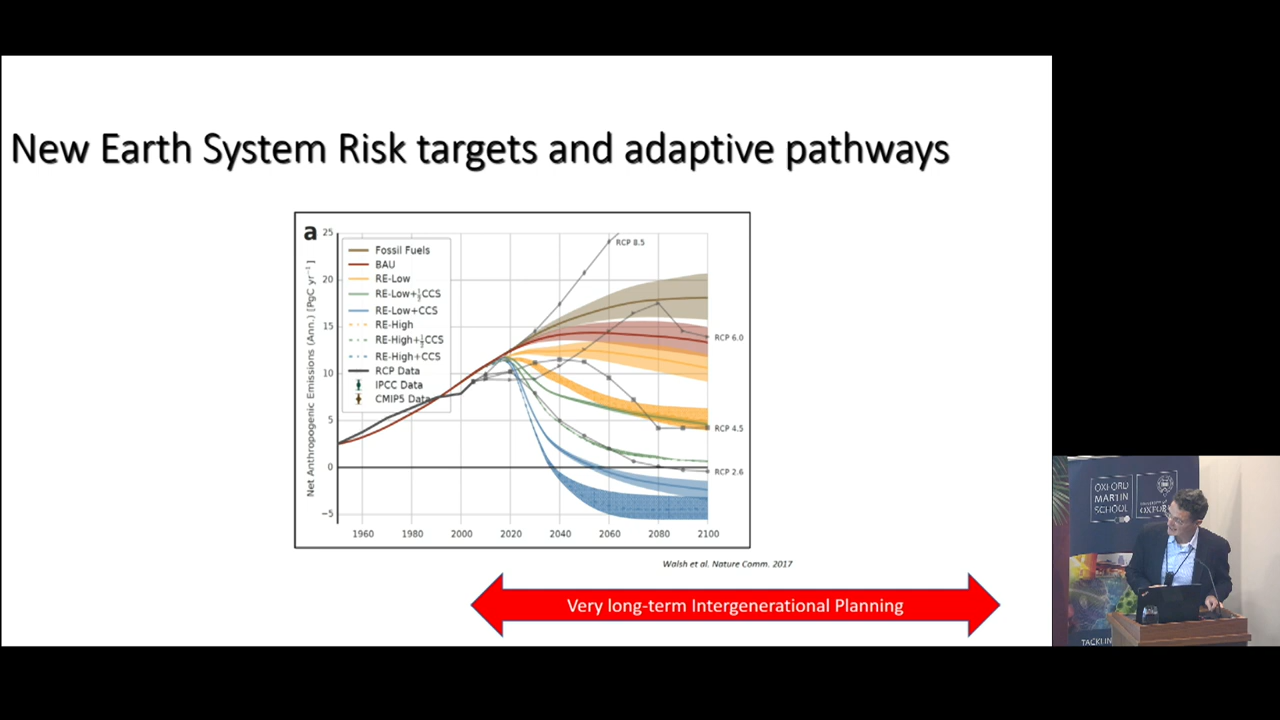 New Earth System Risk targets and adaptive pathways
a
Net Anthropogenic Emissions (Ann.) [PgC yr⁻¹]
25
20
15
10
5
0
−5
1960
1980
2000
2020
2040
2060
2080
2100
Fossil Fuels
BAU
RE-Low
RE-Low+½CCS
RE-Low+CCS
RE-High
RE-High+½CCS
RE-High+CCS
RCP Data
IPCC Data
CMIP5 Data
RCP 8.5
RCP 6.0
RCP 4.5
RCP 2.6
Walsh et al. Nature Comm. 2017
Very long-term Intergenerational Planning
OXFORD
MARTIN
SCHOOL
UNIVERSITY OF
OXFORD
TACKLIN